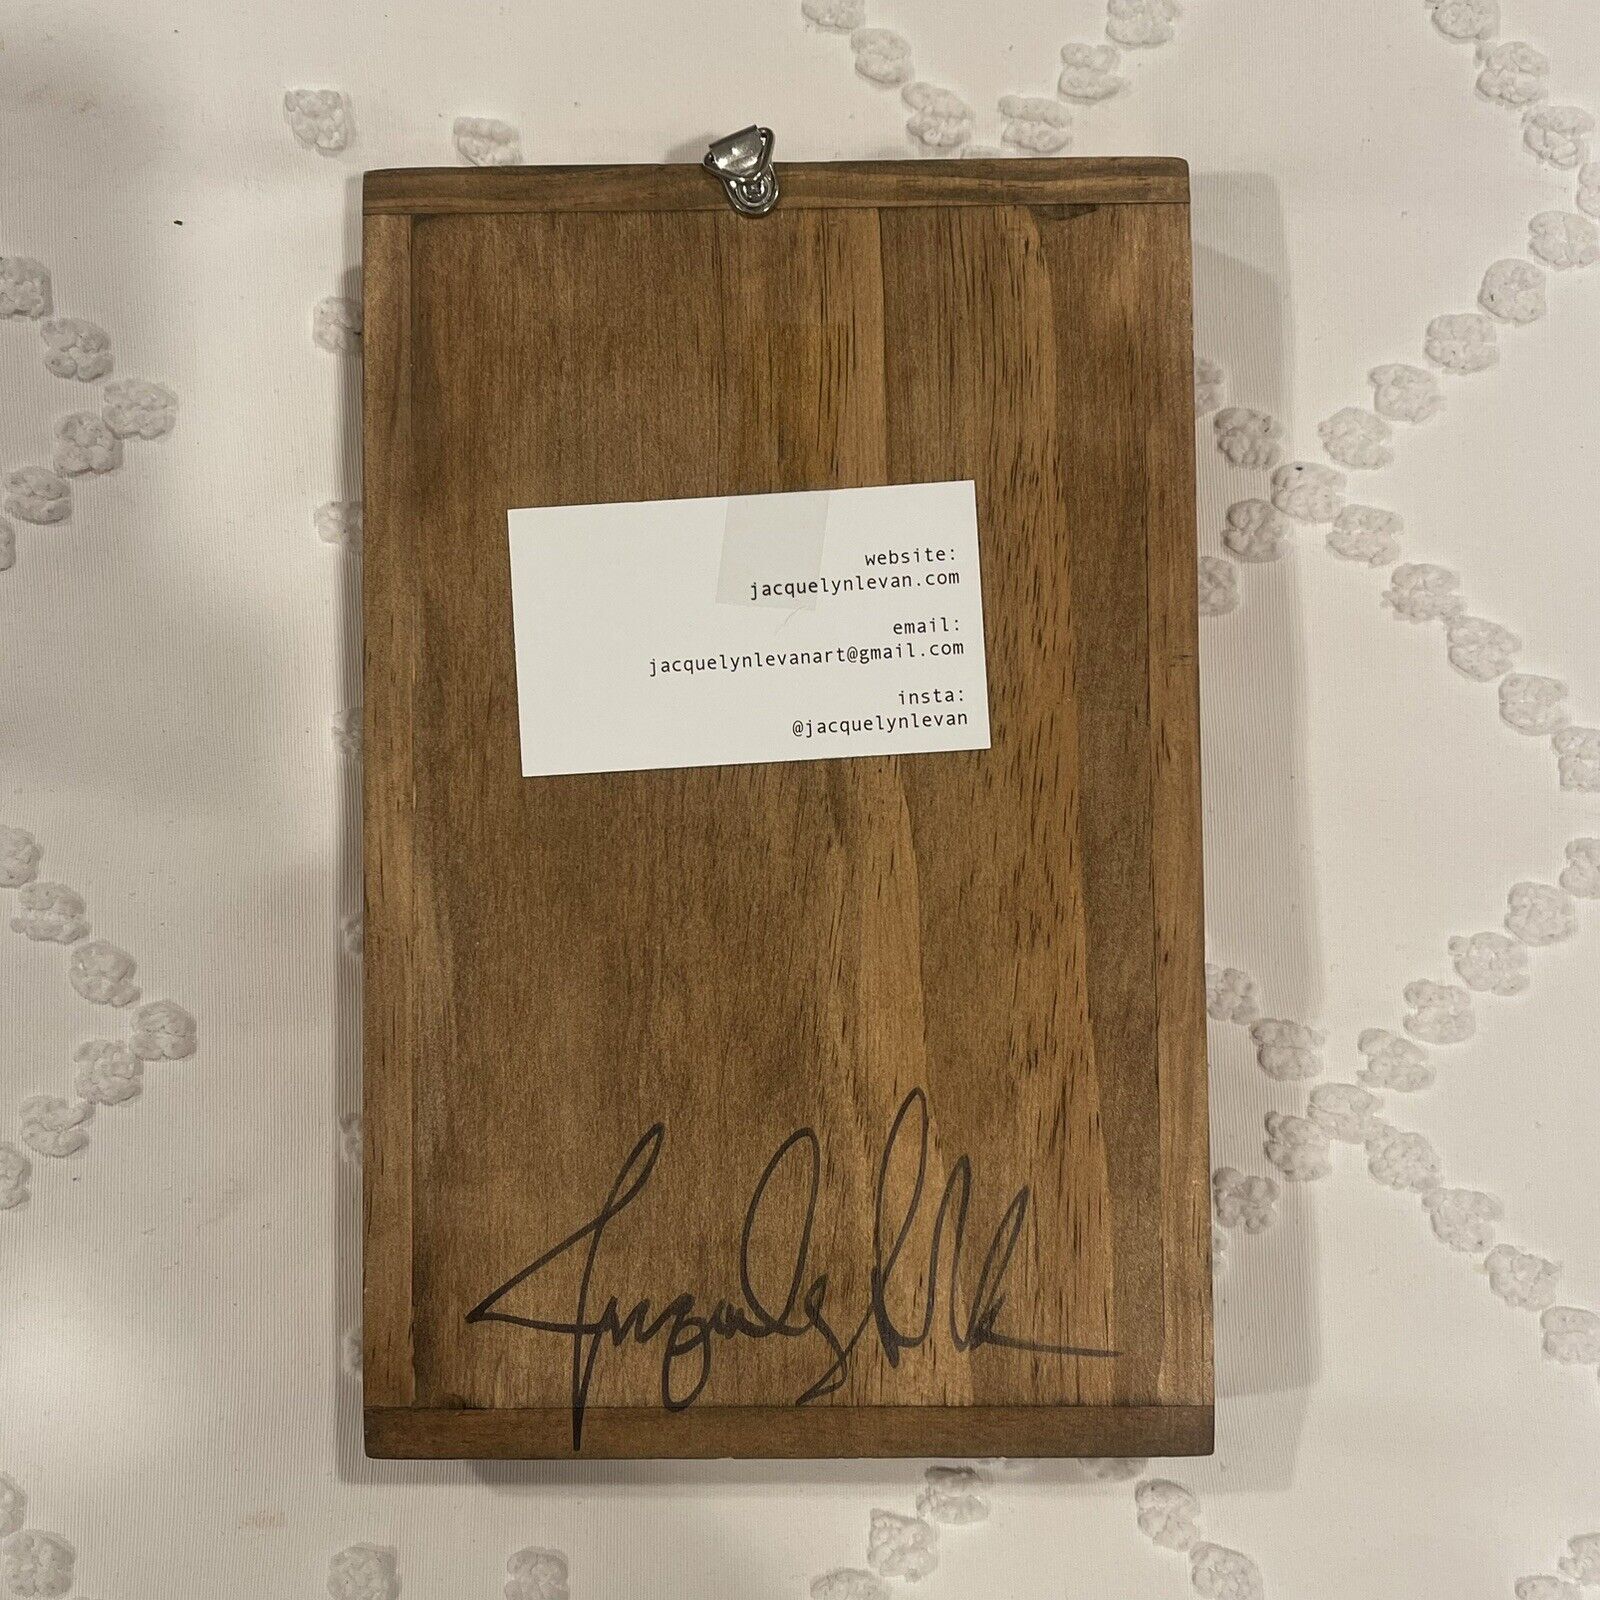 website:
jacquelynlevan.com
email:
jacquelynlevanart@gmail.com
insta:
@jacquelynlevan